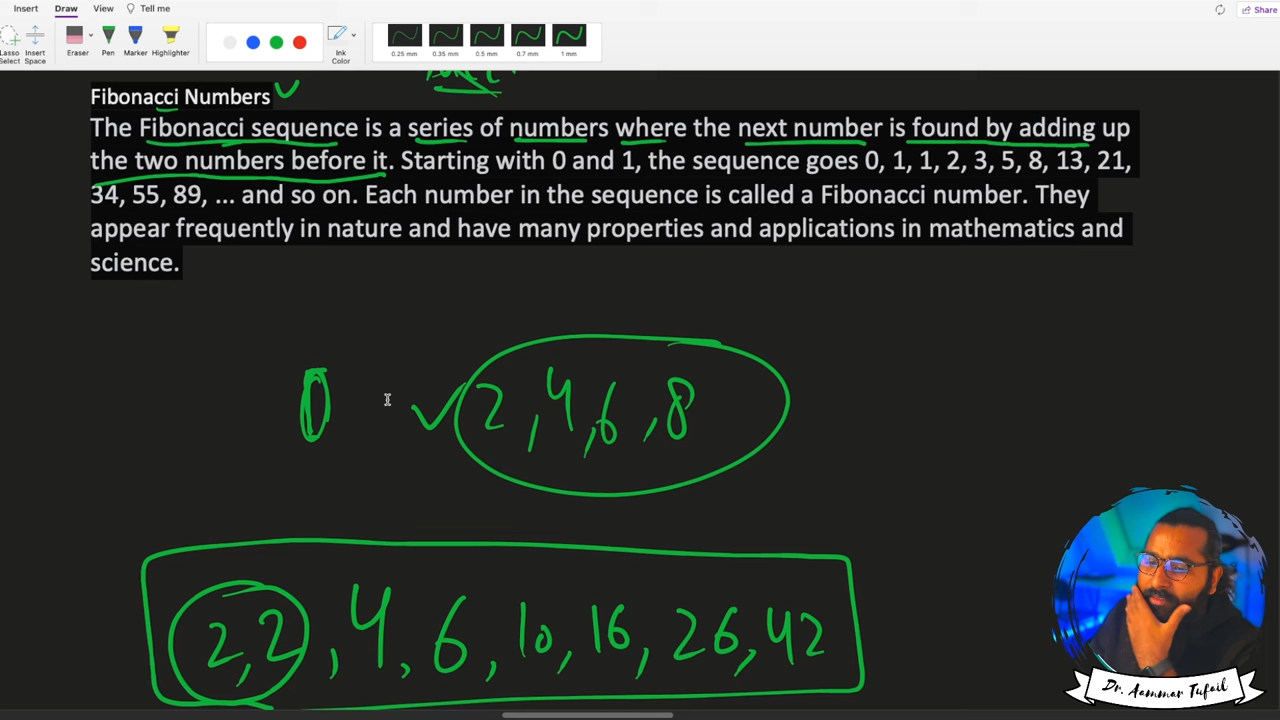 Insert Draw View Tell me Share
Lasso Select Insert Space Eraser Pen Marker Highlighter 0.25 mm 0.35 mm 0.5 mm 0.7 mm 1 mm Ink Color
Fibonacci Numbers
The Fibonacci sequence is a series of numbers where the next number is found by adding up
the two numbers before it. Starting with 0 and 1, the sequence goes 0, 1, 1, 2, 3, 5, 8, 13, 21,
34, 55, 89, ... and so on. Each number in the sequence is called a Fibonacci number. They
appear frequently in nature and have many properties and applications in mathematics and
science.
0 2, 4, 6, 8
2, 2, 4, 6, 10, 16, 26, 42
Dr. Aammar Tufail